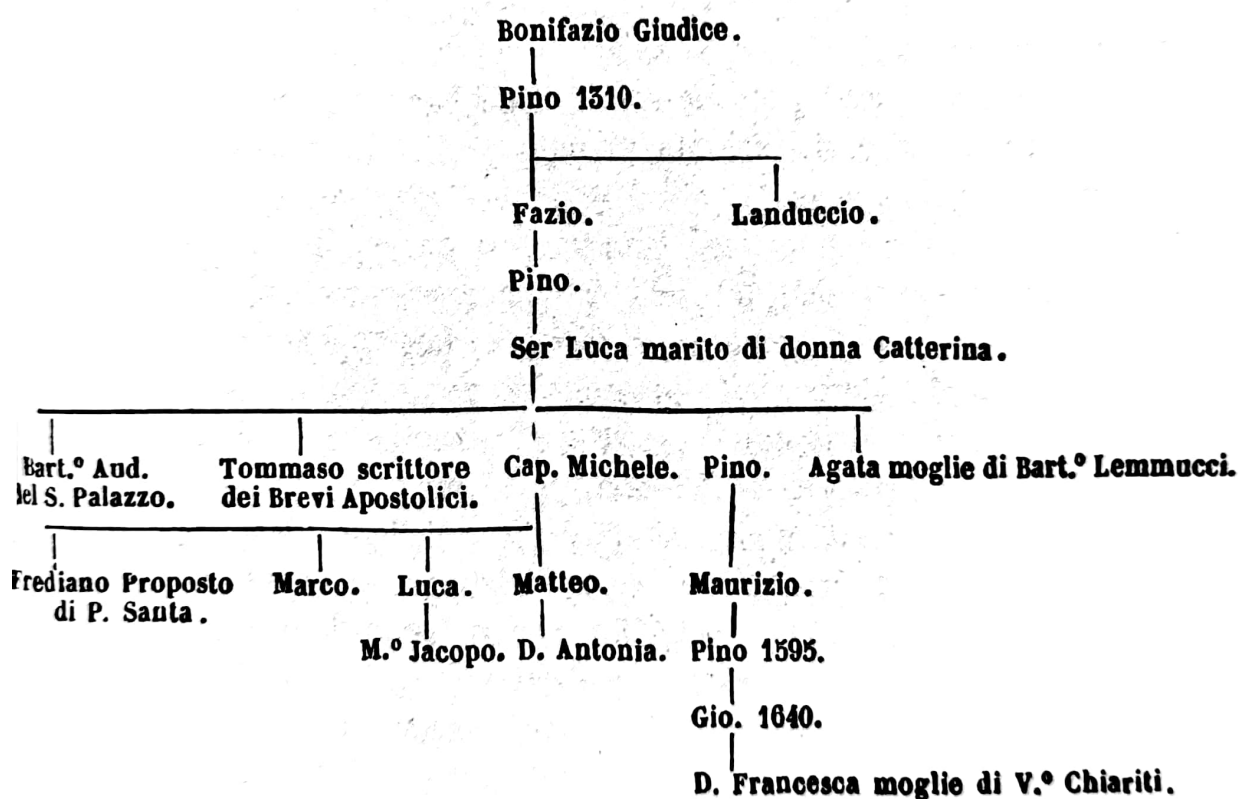 Bonifazio Giudice.
Pino 1310.
Fazio. Landuccio.
Pino.
Ser Luca marito di donna Catterina.
Bart.º Aud. Tommaso scrittore Cap. Michele. Pino. Agata moglie di Bart.º Lemmucci.
del S. Palazzo. dei Brevi Apostolici.
Frediano Proposto Marco. Luca. Matteo. Maurizio.
di P. Santa.
M.º Jacopo. D. Antonia. Pino 1595.
Gio. 1640.
D. Francesca moglie di V.º Chiariti.